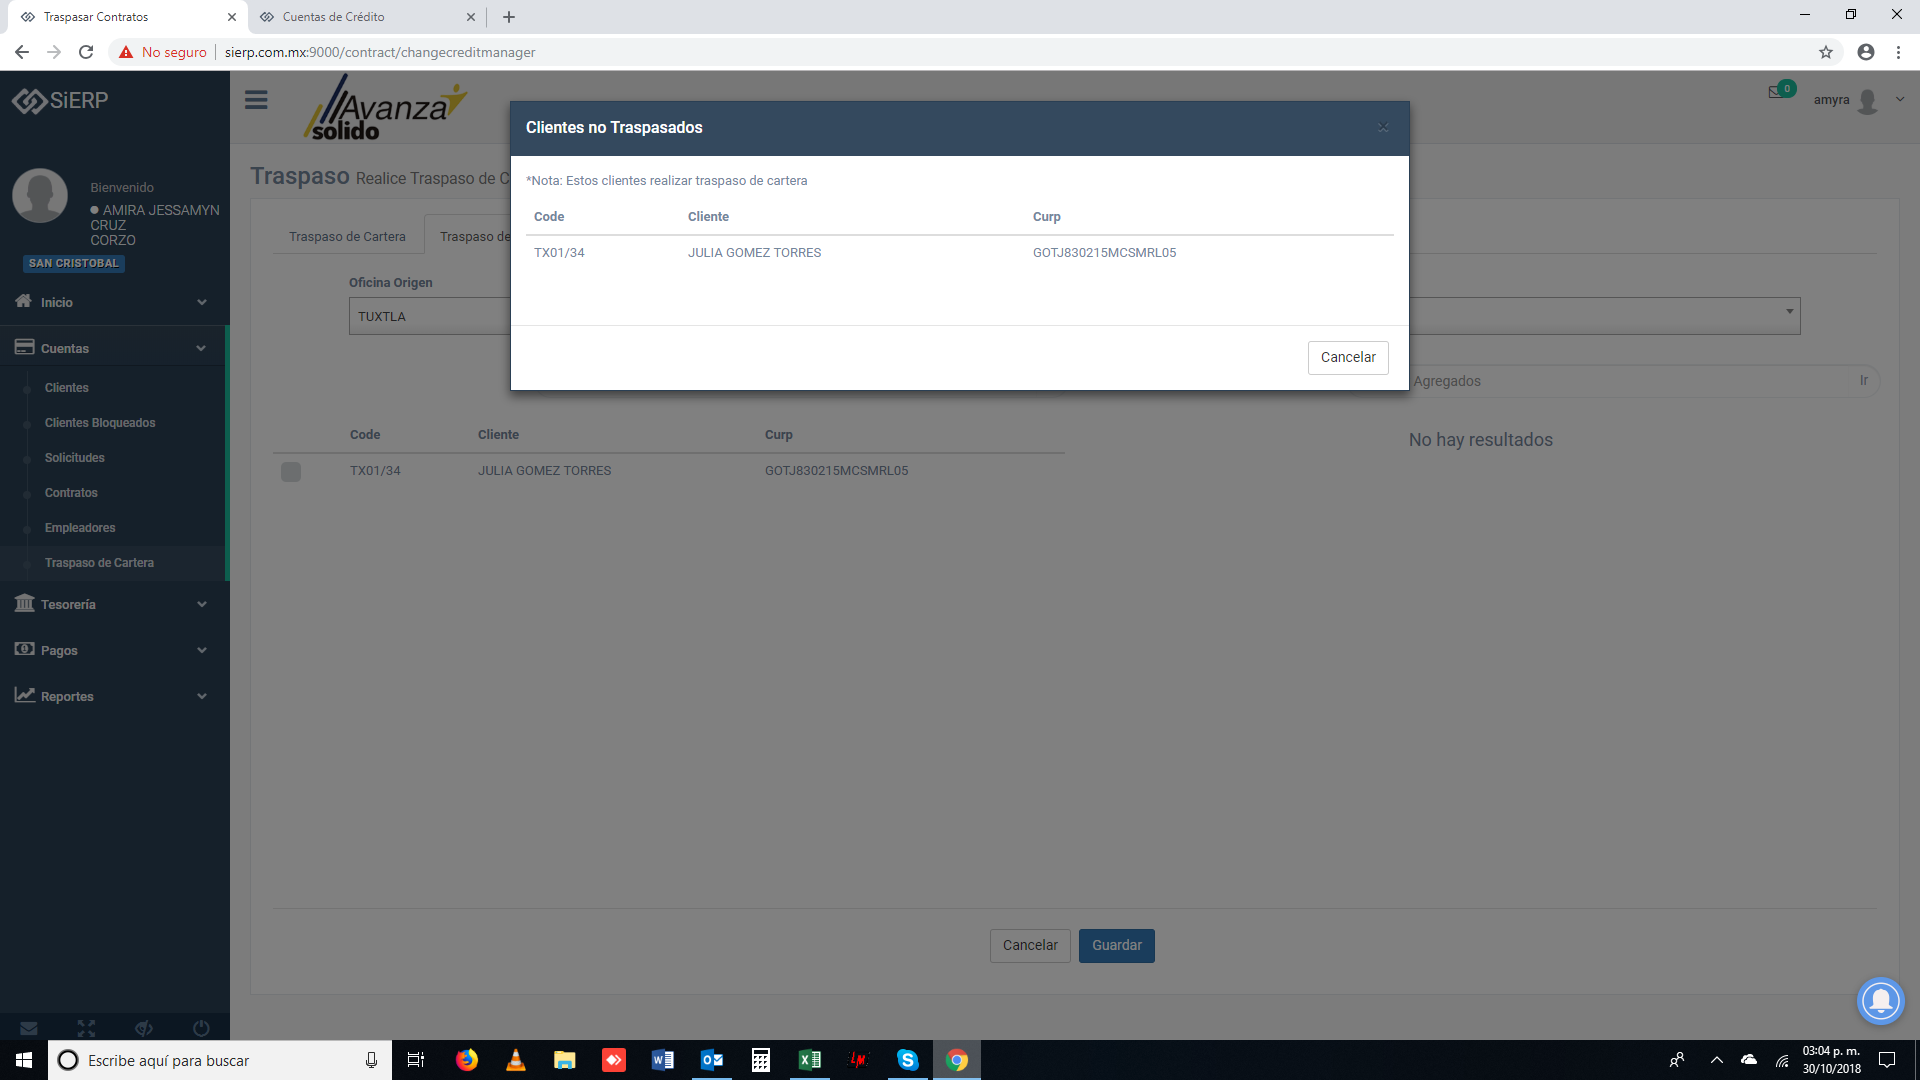 Traspasar Contratos
Cuentas de Crédito
No seguro
sierp.com.mx:9000/contract/changecreditmanager
SiERP
Avanza
solido
0
amyra
Bienvenido
AMIRA JESSAMYN
CRUZ
CORZO
SAN CRISTOBAL
Inicio
Cuentas
Clientes
Clientes Bloqueados
Solicitudes
Contratos
Empleadores
Traspaso de Cartera
Tesorería
Pagos
Reportes
Traspaso Realice Traspaso de C
Traspaso de Cartera
Traspaso de
Oficina Origen
TUXTLA
Clientes no Traspasados
×
*Nota: Estos clientes realizar traspaso de cartera
Code Cliente Curp
TX01/34 JULIA GOMEZ TORRES GOTJ830215MCSMRL05
Cancelar
Agregados
Ir
Code Cliente Curp
TX01/34 JULIA GOMEZ TORRES GOTJ830215MCSMRL05
No hay resultados
Cancelar
Guardar
Escribe aquí para buscar
LM
03:04 p. m.
30/10/2018